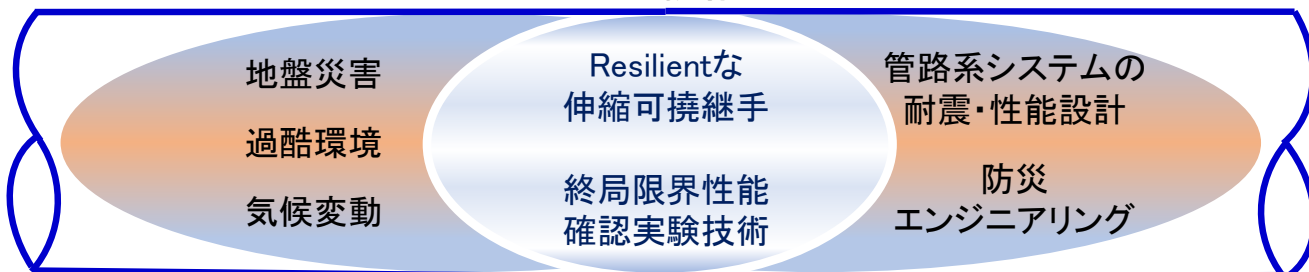 地盤災害
過酷環境
気候変動
Resilientな
伸縮可撓継手
終局限界性能
確認実験技術
管路系システムの
耐震・性能設計
防災
エンジニアリング